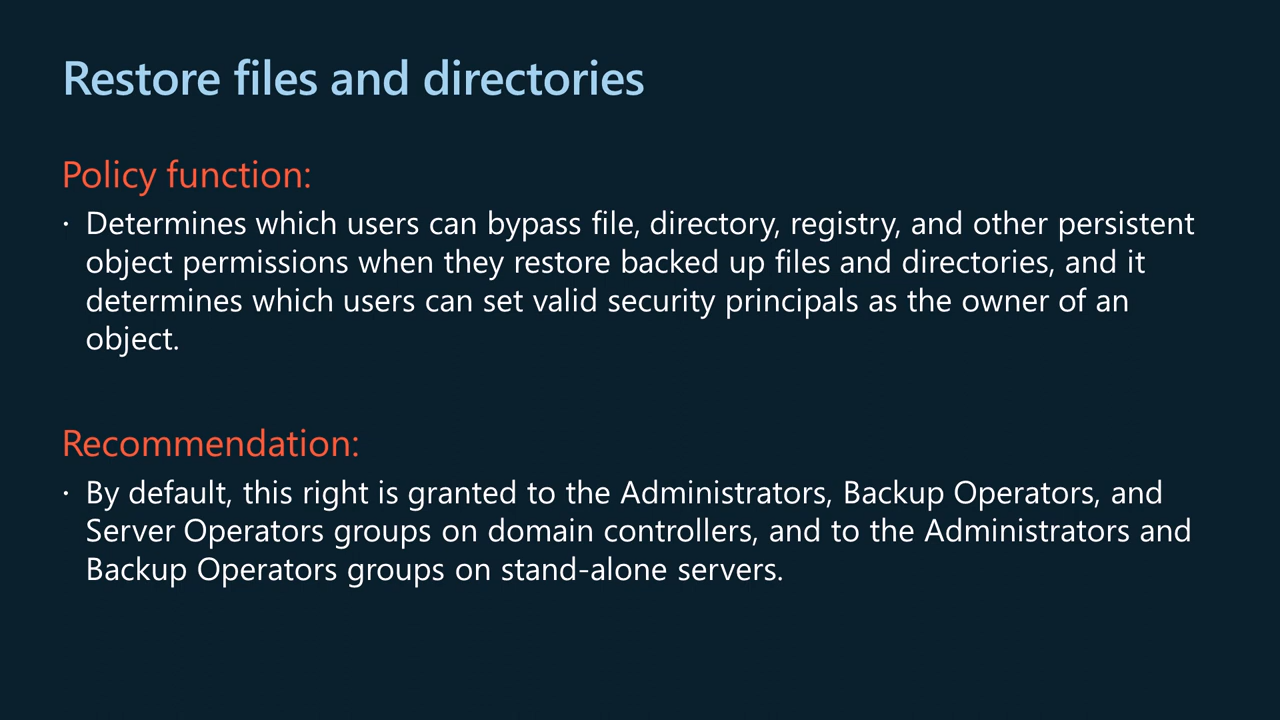 Restore files and directories
Policy function:
· Determines which users can bypass file, directory, registry, and other persistent
object permissions when they restore backed up files and directories, and it
determines which users can set valid security principals as the owner of an
object.
Recommendation:
· By default, this right is granted to the Administrators, Backup Operators, and
Server Operators groups on domain controllers, and to the Administrators and
Backup Operators groups on stand-alone servers.